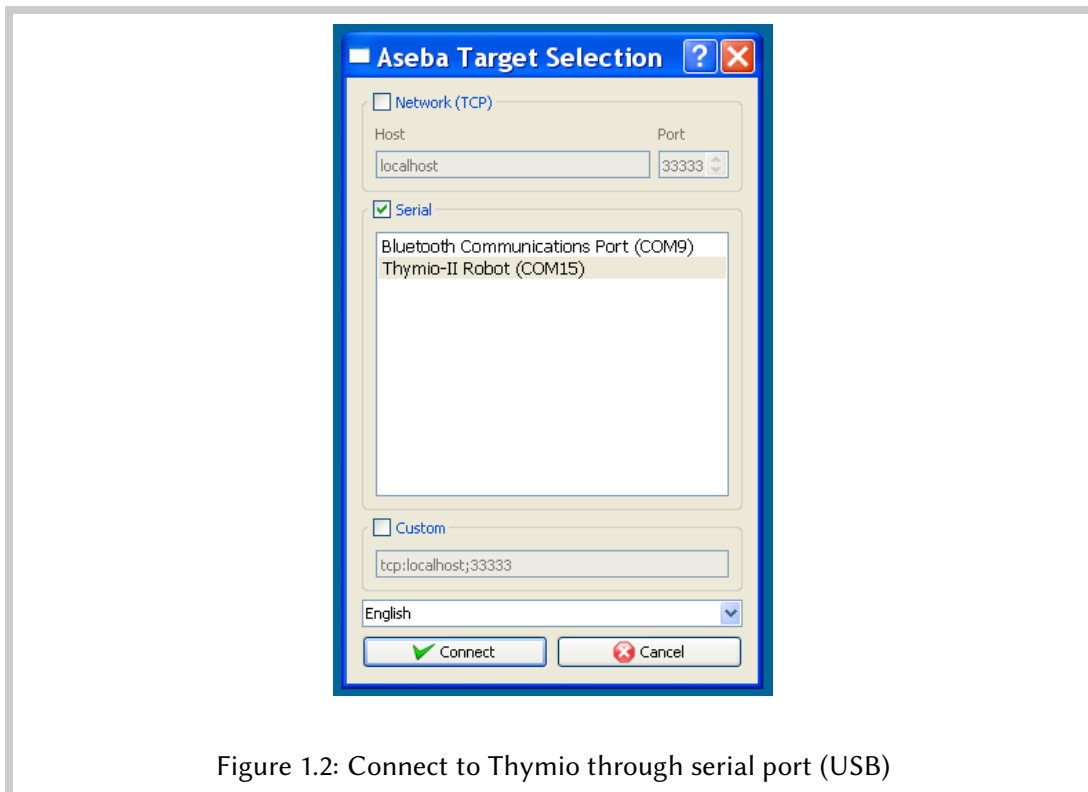 Aseba Target Selection
Network (TCP)
Host Port
localhost 33333
Serial
Bluetooth Communications Port (COM9)
Thymio-II Robot (COM15)
Custom
tcp:localhost;33333
English
Connect Cancel
Figure 1.2: Connect to Thymio through serial port (USB)